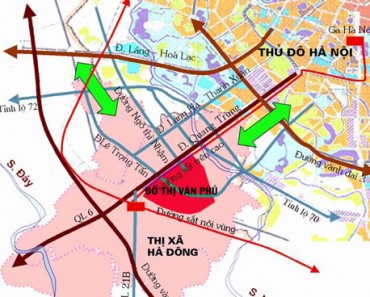 Ga Hà Nội
THỦ ĐÔ HÀ NỘI
Đ. Láng - Hoà Lạc
Tỉnh lộ 72
Đường Ngô thì Nhậm
Đ. Quang Trung
Đ.Lê Trọng Tấn
Đường vành đai
S. Đáy
ĐÔ THỊ VĂN PHÚ
Tỉnh lộ 70
QL 6
Đường sắt nội vùng
THỊ XÃ
HÀ ĐÔNG
QL 21B
Đường